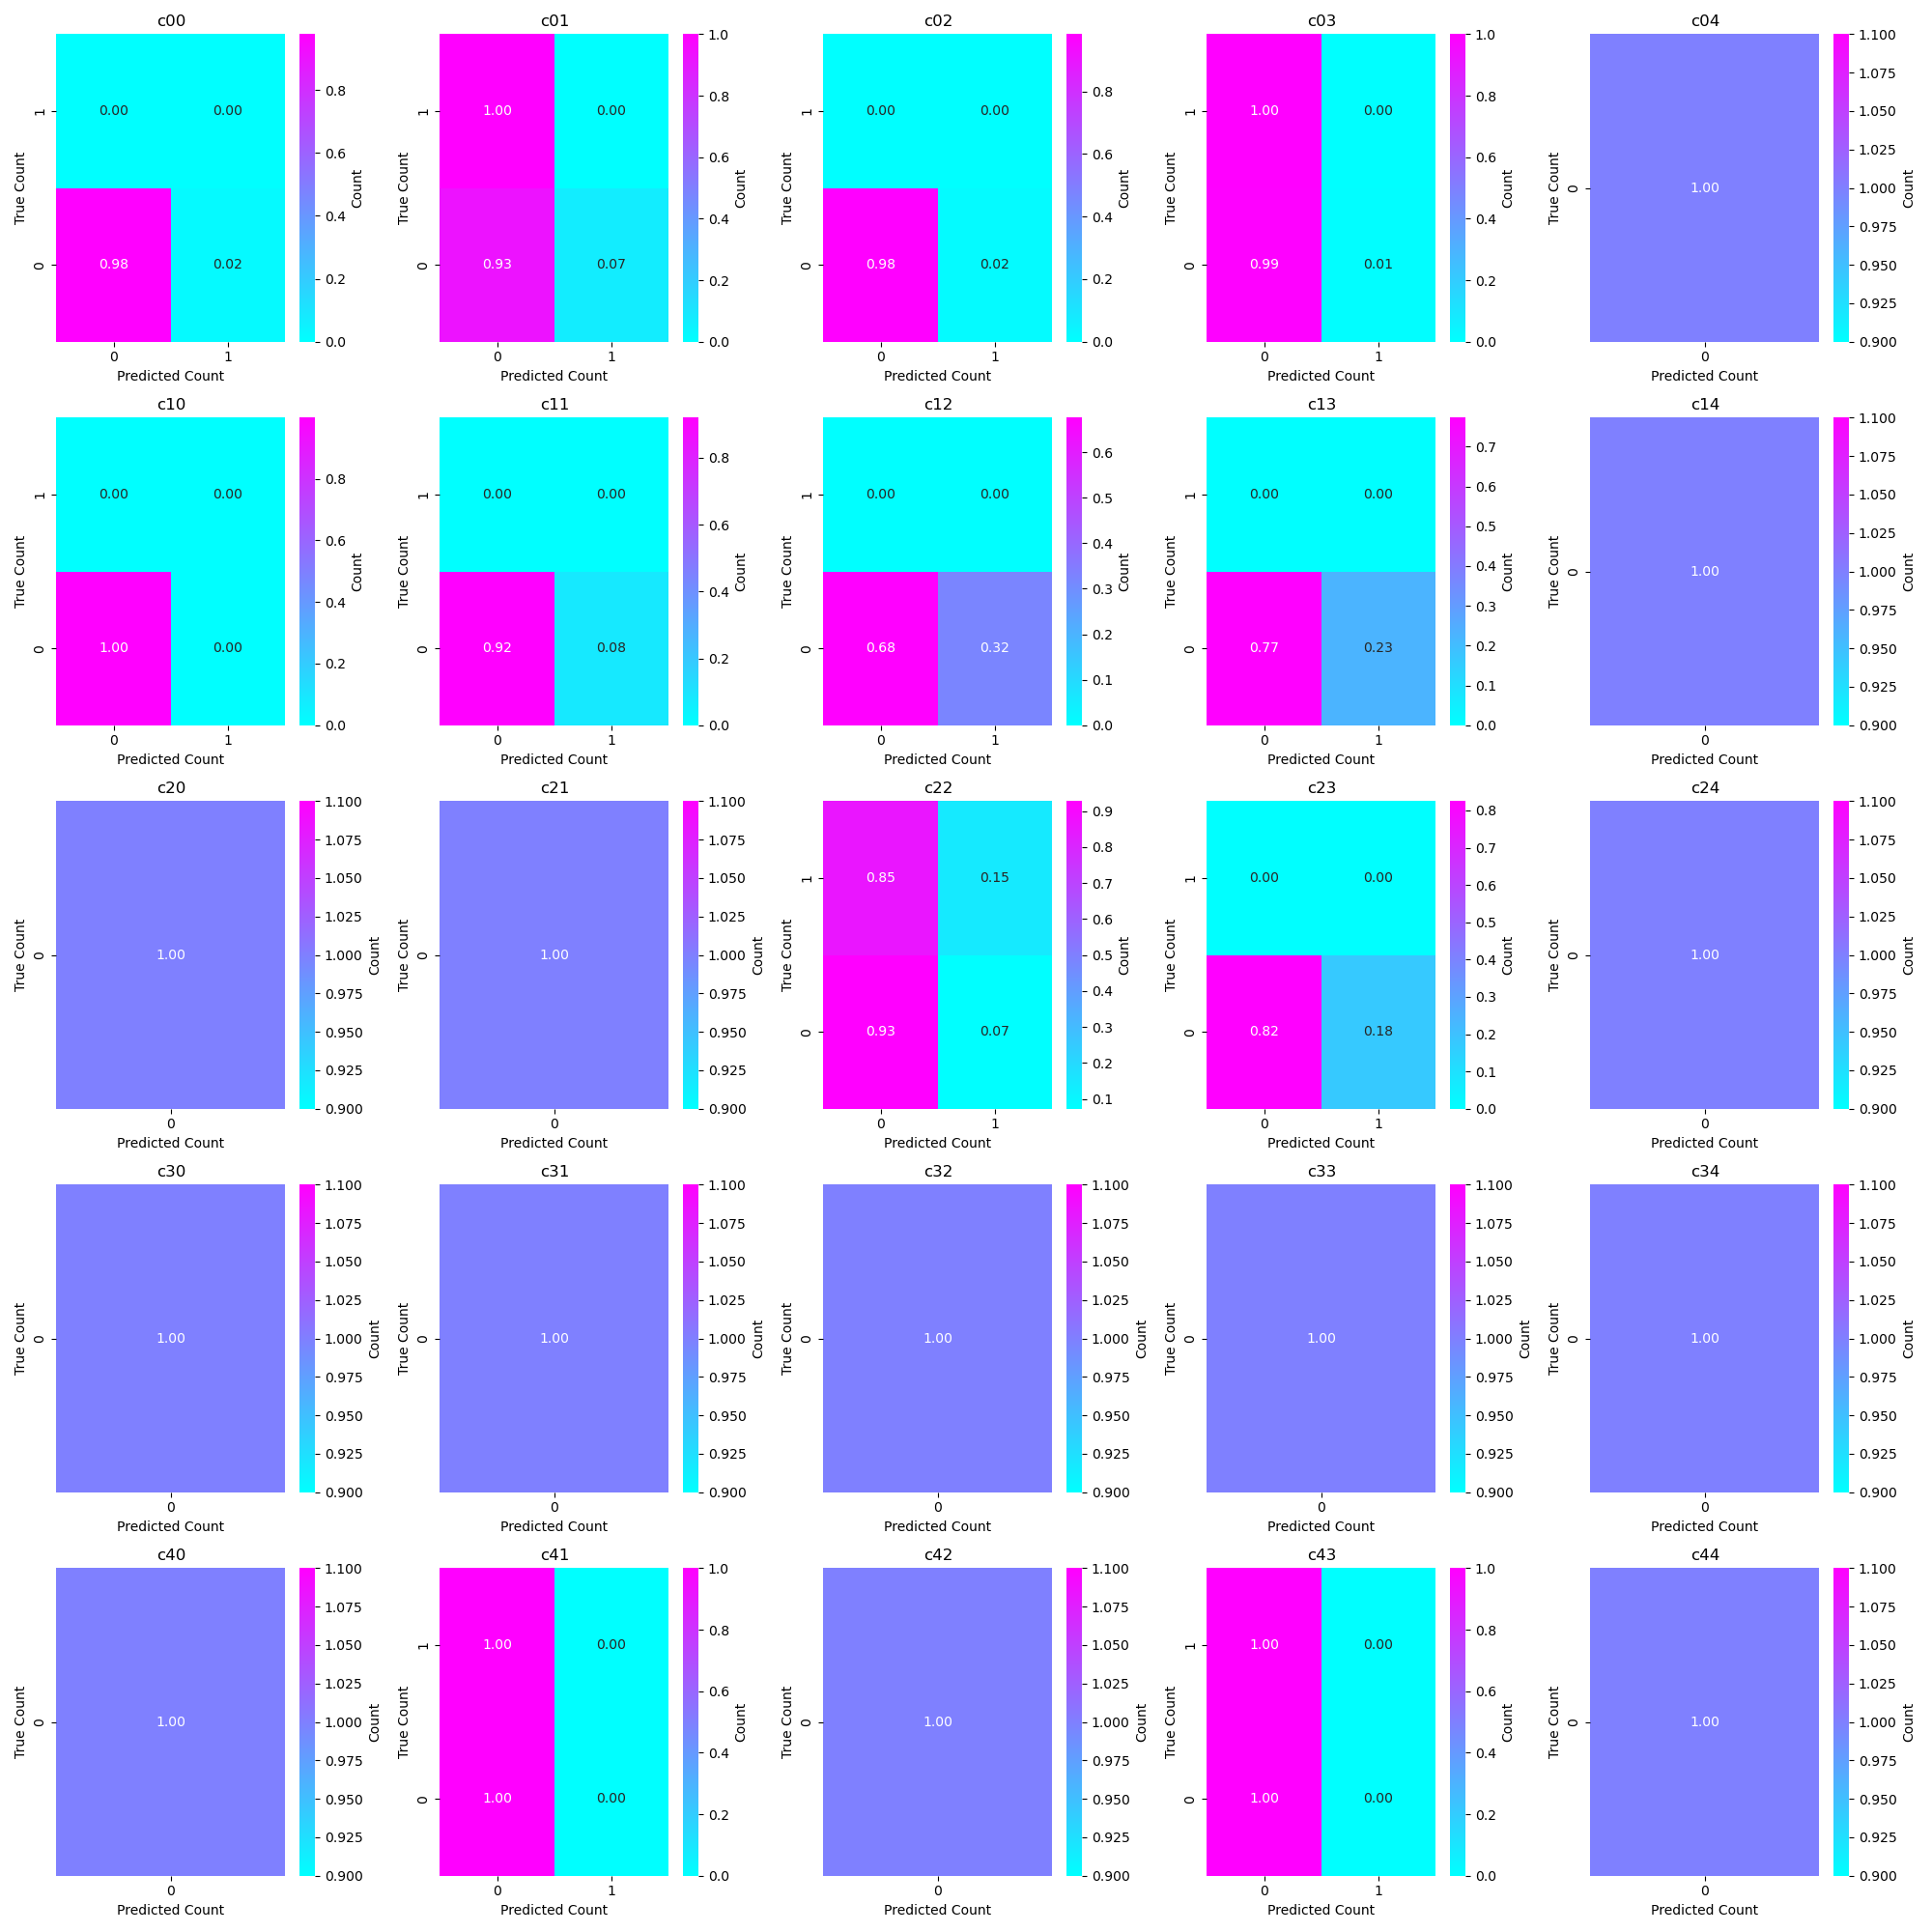 c00
True Count
1 0.00 0.00
0 0.98 0.02
0 1
Predicted Count
0.8 0.6 0.4 0.2 0.0
Count
c01
True Count
1 1.00 0.00
0 0.93 0.07
0 1
Predicted Count
1.0 0.8 0.6 0.4 0.2 0.0
Count
c02
True Count
1 0.00 0.00
0 0.98 0.02
0 1
Predicted Count
0.8 0.6 0.4 0.2 0.0
Count
c03
True Count
1 1.00 0.00
0 0.99 0.01
0 1
Predicted Count
1.0 0.8 0.6 0.4 0.2 0.0
Count
c04
True Count
0 1.00
0
Predicted Count
1.100 1.075 1.050 1.025 1.000 0.975 0.950 0.925 0.900
Count
c10
True Count
1 0.00 0.00
0 1.00 0.00
0 1
Predicted Count
0.8 0.6 0.4 0.2 0.0
Count
c11
True Count
1 0.00 0.00
0 0.92 0.08
0 1
Predicted Count
0.8 0.6 0.4 0.2 0.0
Count
c12
True Count
1 0.00 0.00
0 0.68 0.32
0 1
Predicted Count
0.6 0.5 0.4 0.3 0.2 0.1 0.0
Count
c13
True Count
1 0.00 0.00
0 0.77 0.23
0 1
Predicted Count
0.7 0.6 0.5 0.4 0.3 0.2 0.1 0.0
Count
c14
True Count
0 1.00
0
Predicted Count
1.100 1.075 1.050 1.025 1.000 0.975 0.950 0.925 0.900
Count
c20
True Count
0 1.00
0
Predicted Count
1.100 1.075 1.050 1.025 1.000 0.975 0.950 0.925 0.900
Count
c21
True Count
0 1.00
0
Predicted Count
1.100 1.075 1.050 1.025 1.000 0.975 0.950 0.925 0.900
Count
c22
True Count
1 0.85 0.15
0 0.93 0.07
0 1
Predicted Count
0.9 0.8 0.7 0.6 0.5 0.4 0.3 0.2 0.1
Count
c23
True Count
1 0.00 0.00
0 0.82 0.18
0 1
Predicted Count
0.8 0.7 0.6 0.5 0.4 0.3 0.2 0.1 0.0
Count
c24
True Count
0 1.00
0
Predicted Count
1.100 1.075 1.050 1.025 1.000 0.975 0.950 0.925 0.900
Count
c30
True Count
0 1.00
0
Predicted Count
1.100 1.075 1.050 1.025 1.000 0.975 0.950 0.925 0.900
Count
c31
True Count
0 1.00
0
Predicted Count
1.100 1.075 1.050 1.025 1.000 0.975 0.950 0.925 0.900
Count
c32
True Count
0 1.00
0
Predicted Count
1.100 1.075 1.050 1.025 1.000 0.975 0.950 0.925 0.900
Count
c33
True Count
0 1.00
0
Predicted Count
1.100 1.075 1.050 1.025 1.000 0.975 0.950 0.925 0.900
Count
c34
True Count
0 1.00
0
Predicted Count
1.100 1.075 1.050 1.025 1.000 0.975 0.950 0.925 0.900
Count
c40
True Count
0 1.00
0
Predicted Count
1.100 1.075 1.050 1.025 1.000 0.975 0.950 0.925 0.900
Count
c41
True Count
1 1.00 0.00
0 1.00 0.00
0 1
Predicted Count
1.0 0.8 0.6 0.4 0.2 0.0
Count
c42
True Count
0 1.00
0
Predicted Count
1.100 1.075 1.050 1.025 1.000 0.975 0.950 0.925 0.900
Count
c43
True Count
1 1.00 0.00
0 1.00 0.00
0 1
Predicted Count
1.0 0.8 0.6 0.4 0.2 0.0
Count
c44
True Count
0 1.00
0
Predicted Count
1.100 1.075 1.050 1.025 1.000 0.975 0.950 0.925 0.900
Count